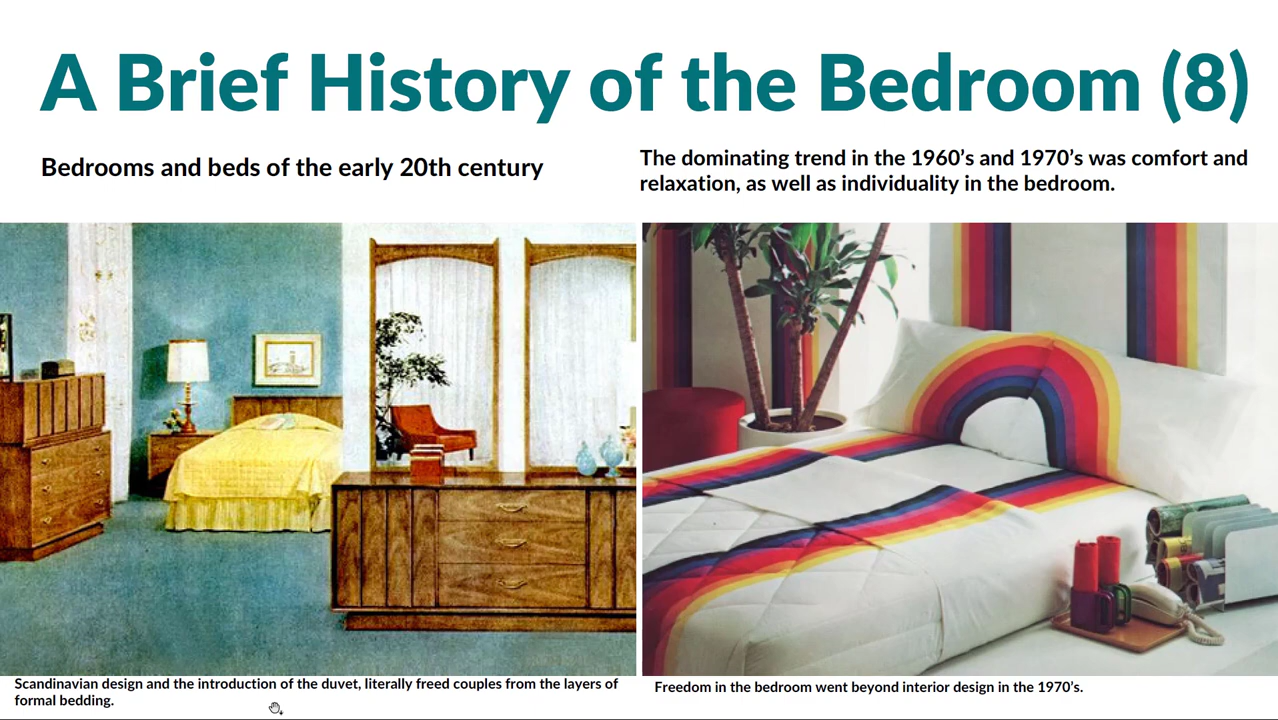 A Brief History of the Bedroom (8)
Bedrooms and beds of the early 20th century
The dominating trend in the 1960’s and 1970’s was comfort and
relaxation, as well as individuality in the bedroom.
Scandinavian design and the introduction of the duvet, literally freed couples from the layers of
formal bedding.
Freedom in the bedroom went beyond interior design in the 1970’s.